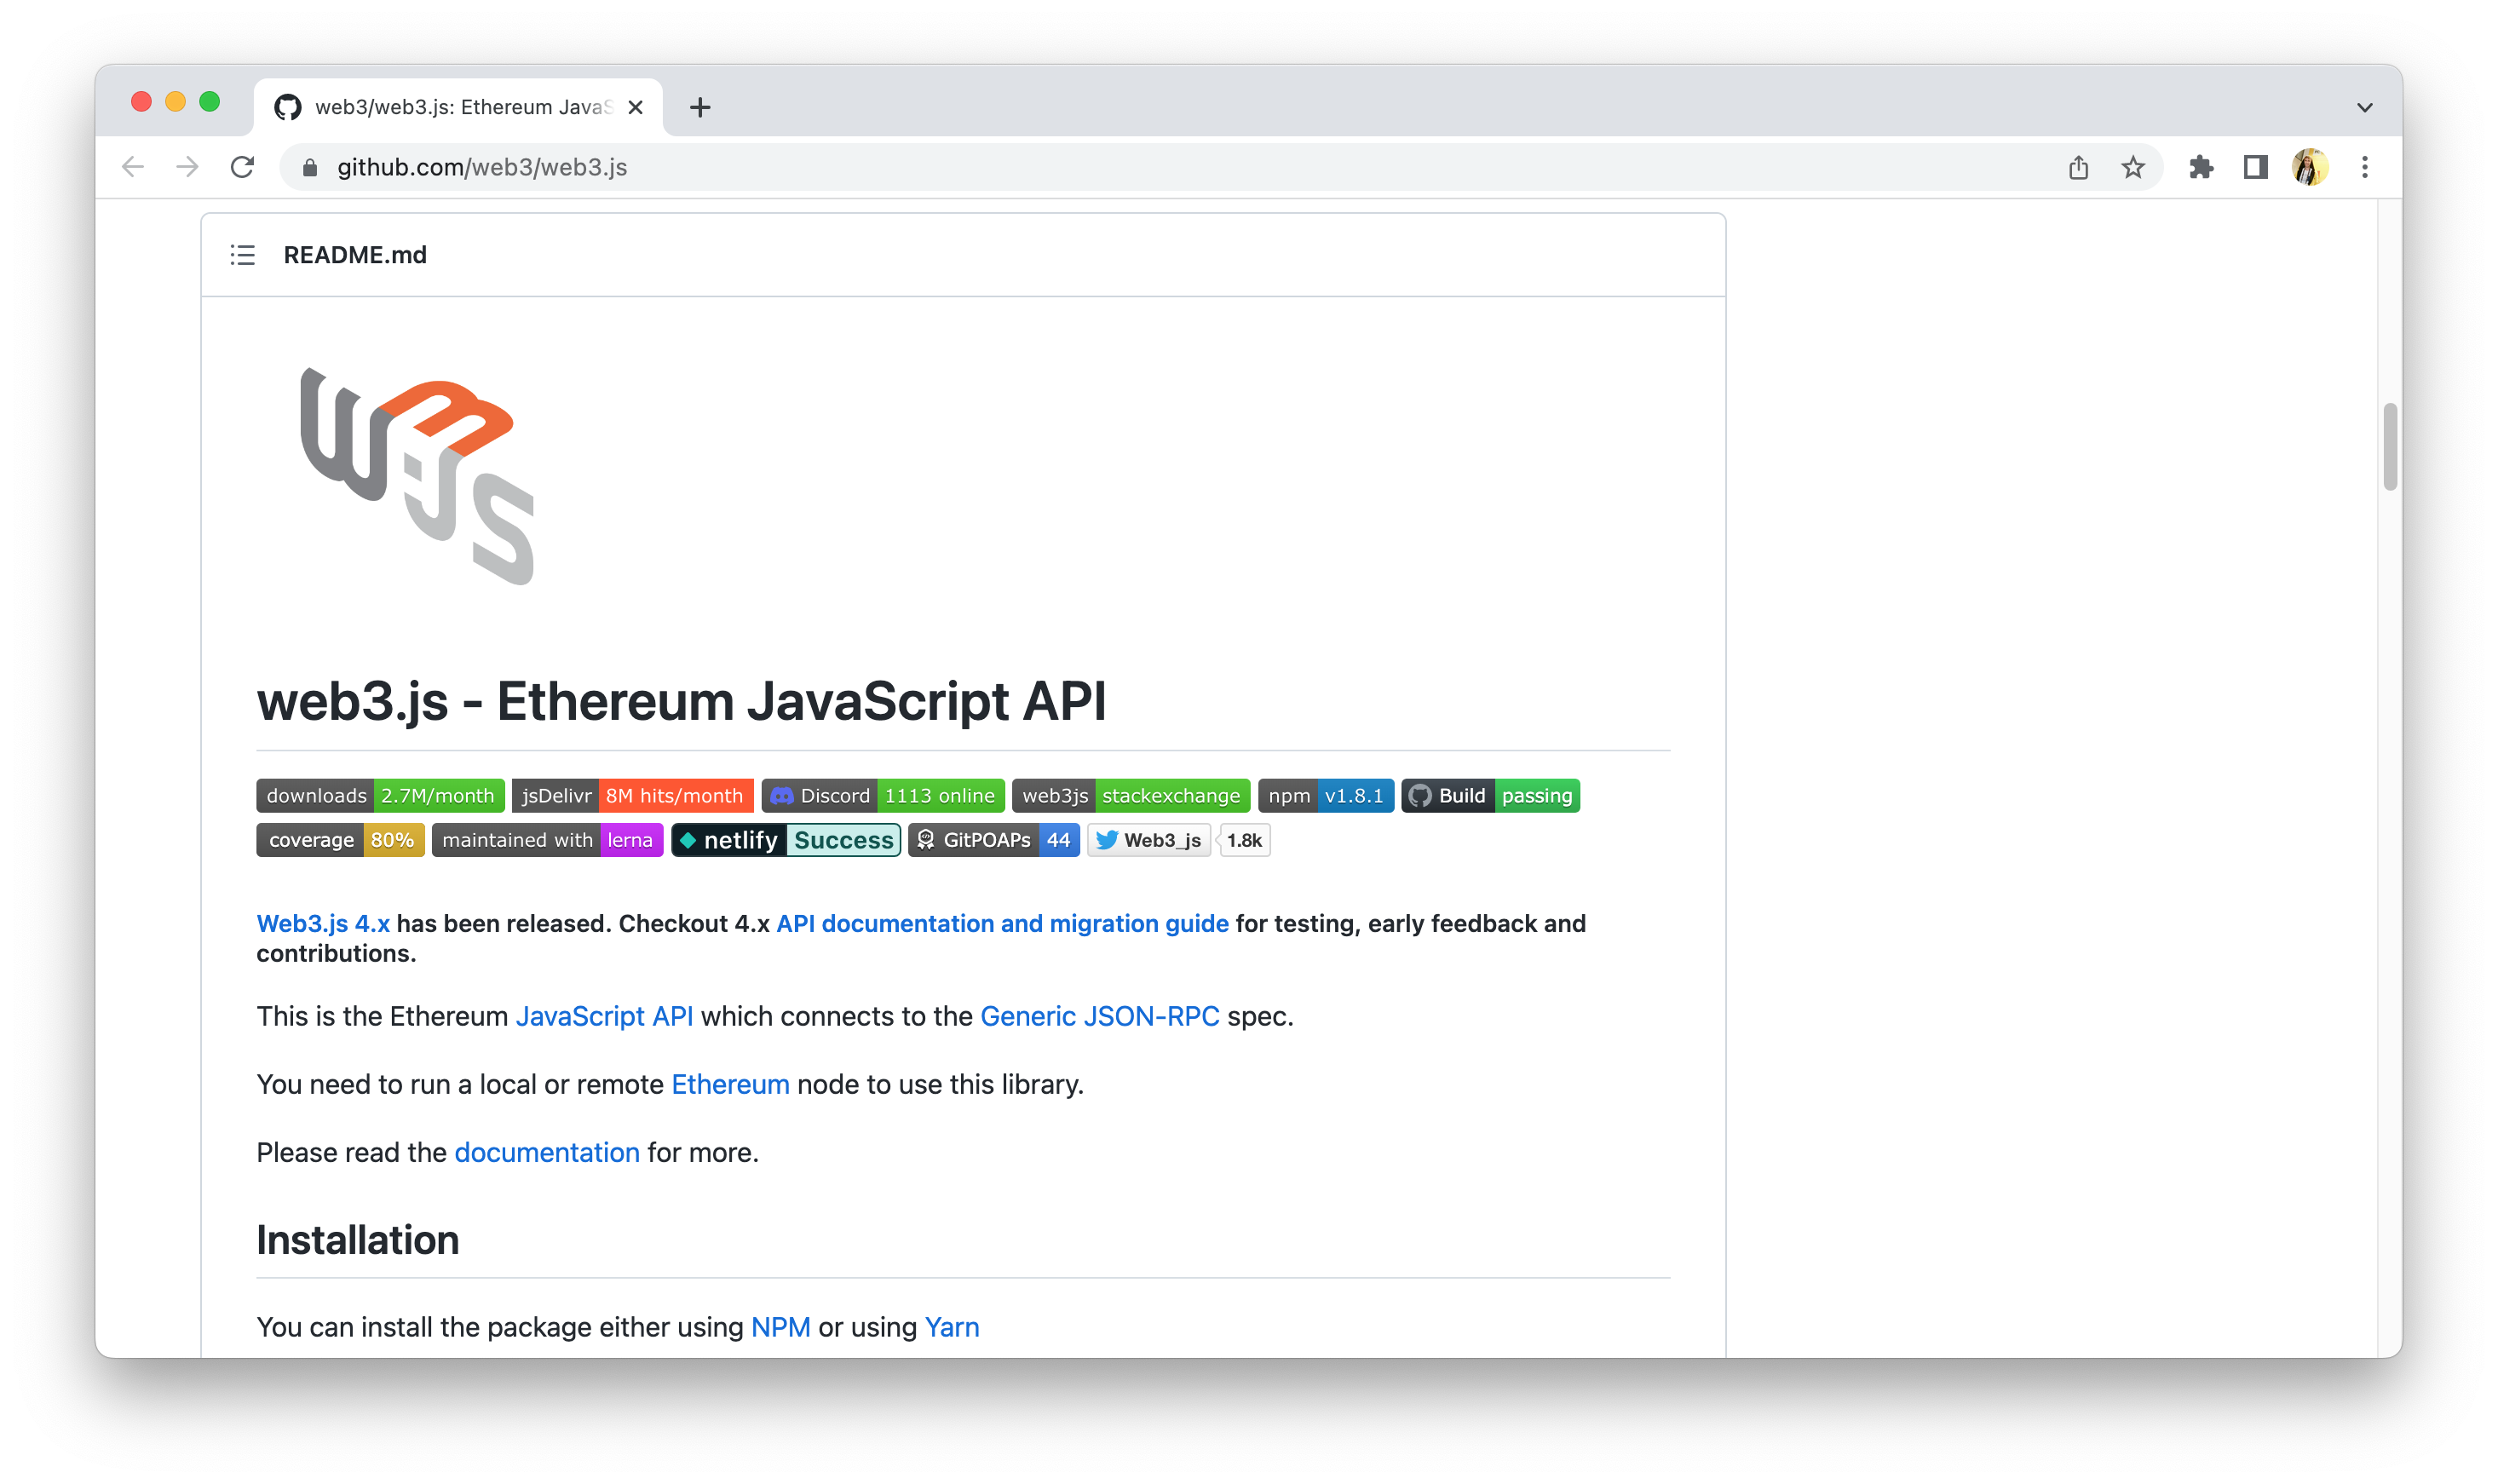 web3/web3.js: Ethereum JavaS
github.com/web3/web3.js
README.md
W3:JS
web3.js - Ethereum JavaScript API
downloads 2.7M/month jsDelivr 8M hits/month Discord 1113 online web3js stackexchange npm v1.8.1 Build passing
coverage 80% maintained with lerna netlify Success GitPOAPs 44 Web3_js 1.8k
Web3.js 4.x has been released. Checkout 4.x API documentation and migration guide for testing, early feedback and
contributions.
This is the Ethereum JavaScript API which connects to the Generic JSON-RPC spec.
You need to run a local or remote Ethereum node to use this library.
Please read the documentation for more.
Installation
You can install the package either using NPM or using Yarn